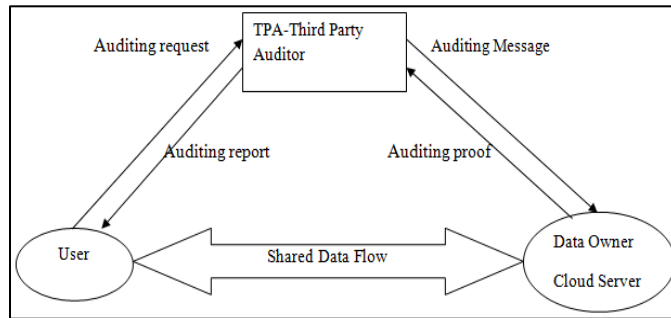 TPA-Third Party
Auditor
Auditing request
Auditing Message
Auditing report
Auditing proof
User
Shared Data Flow
Data Owner
Cloud Server